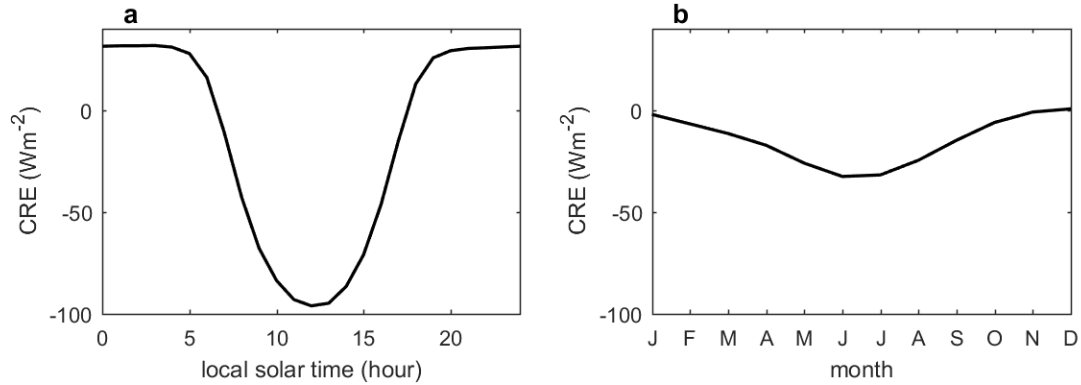 a
b
0
-50
-100
CRE (Wm-2)
0 5 10 15 20
local solar time (hour)
0
-50
-100
CRE (Wm-2)
J F M A M J J A S O N D
month